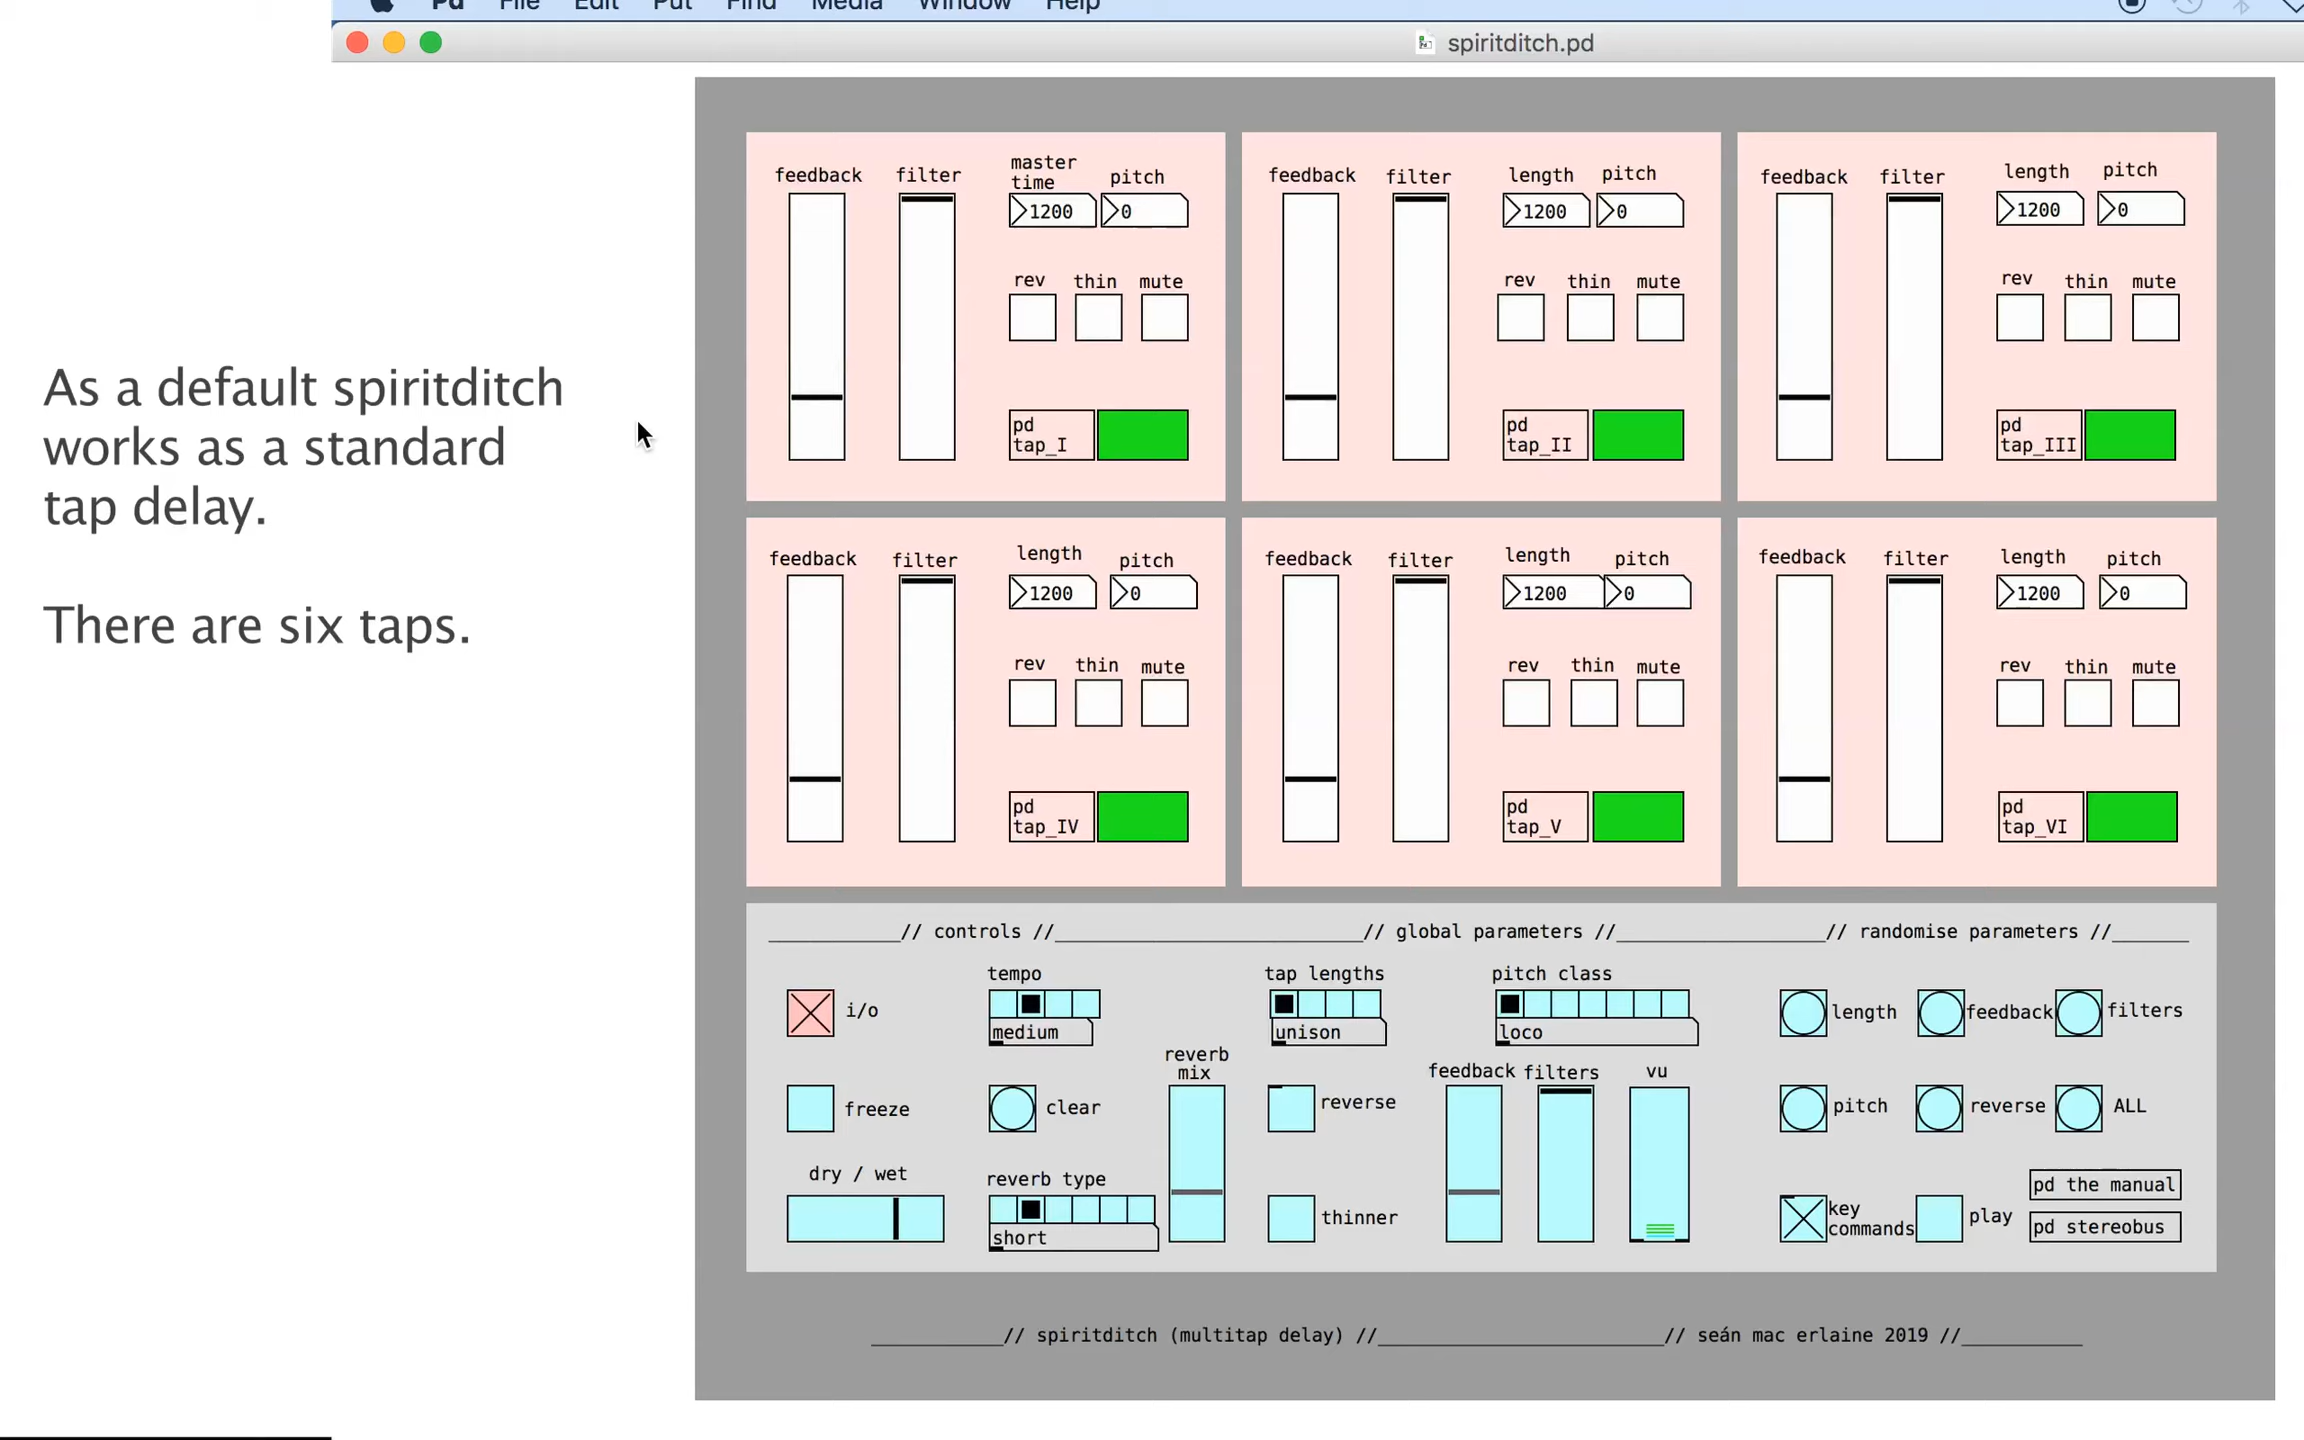 Pd File Edit Put Find Media Window Help
spiritditch.pd
As a default spiritditch
works as a standard
tap delay.
There are six taps.
feedback filter master time pitch
1200 0
rev thin mute
pd tap_I
feedback filter length pitch
1200 0
rev thin mute
pd tap_II
feedback filter length pitch
1200 0
rev thin mute
pd tap_III
feedback filter length pitch
1200 0
rev thin mute
pd tap_IV
feedback filter length pitch
1200 0
rev thin mute
pd tap_V
feedback filter length pitch
1200 0
rev thin mute
pd tap_VI
____________// controls //____________________________// global parameters //___________________// randomise parameters //_______
i/o
tempo
medium
freeze
clear
dry / wet
reverb type
short
reverb mix
tap lengths
unison
pitch class
loco
reverse
thinner
feedback filters vu
length feedback filters
pitch reverse ALL
key commands
play
pd the manual
pd stereobus
____________// spiritditch (multitap delay) //__________________________// seán mac erlaine 2019 //___________